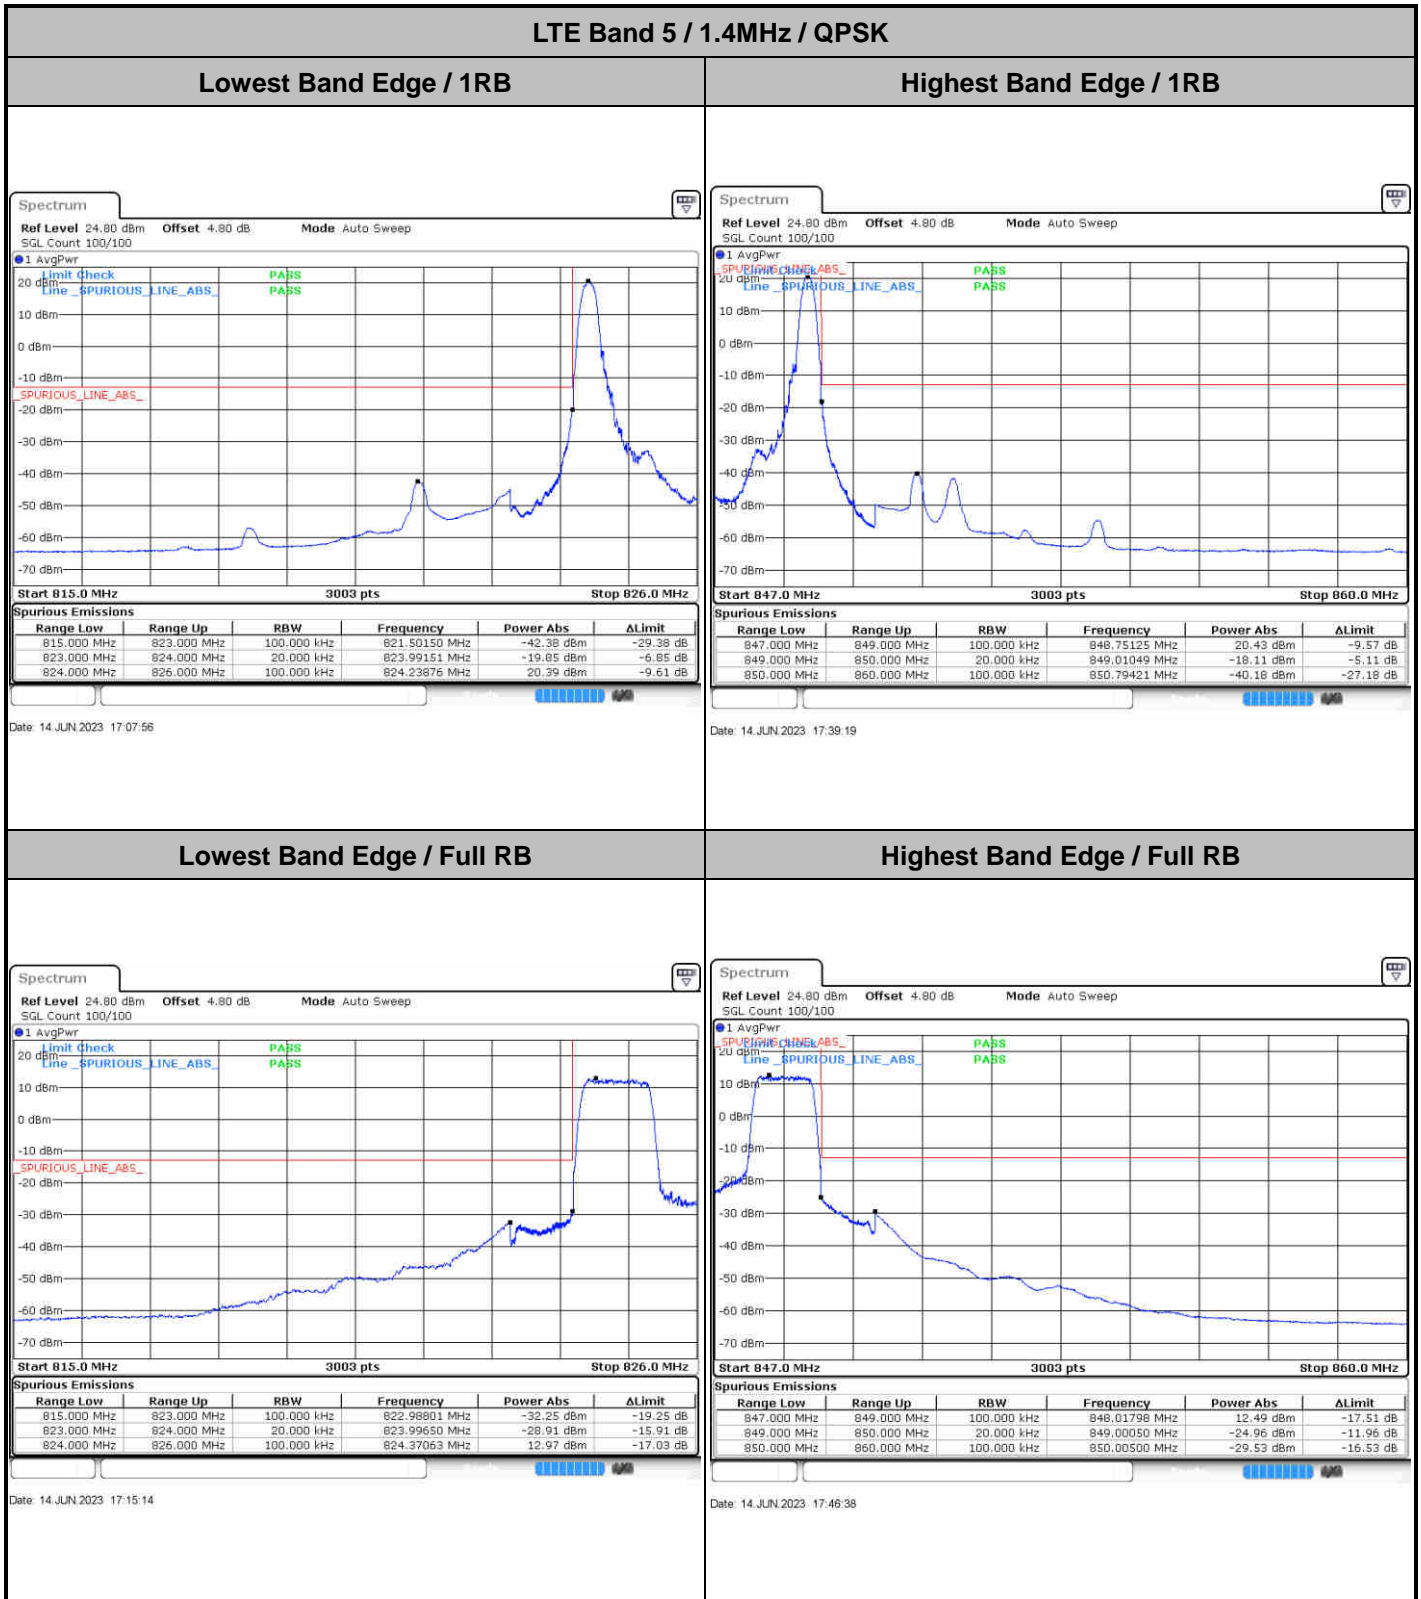 LTE Band 5 / 1.4MHz / QPSK
Lowest Band Edge / 1RB
Highest Band Edge / 1RB
Spectrum
Ref Level 24.80 dBm Offset 4.80 dB Mode Auto Sweep
SGL Count 100/100
1 AvgPwr
Limit Check PASS
20 dBm
Line _SPURIOUS_LINE_ABS_ PASS
10 dBm
0 dBm
-10 dBm
_SPURIOUS_LINE_ABS_
-20 dBm
-30 dBm
-40 dBm
-50 dBm
-60 dBm
-70 dBm
Start 815.0 MHz 3003 pts Stop 826.0 MHz
Spurious Emissions
Range Low Range Up RBW Frequency Power Abs ΔLimit
815.000 MHz 823.000 MHz 100.000 kHz 821.50150 MHz -42.38 dBm -29.38 dB
823.000 MHz 824.000 MHz 20.000 kHz 823.99151 MHz -19.85 dBm -6.85 dB
824.000 MHz 826.000 MHz 100.000 kHz 824.23876 MHz 20.39 dBm -9.61 dB
Date: 14.JUN.2023 17:07:56
Spectrum
Ref Level 24.80 dBm Offset 4.80 dB Mode Auto Sweep
SGL Count 100/100
1 AvgPwr
_SPURIOUS_LINE_ABS_
Limit Check PASS
20 dBm
Line _SPURIOUS_LINE_ABS_ PASS
10 dBm
0 dBm
-10 dBm
-20 dBm
-30 dBm
-40 dBm
-50 dBm
-60 dBm
-70 dBm
Start 847.0 MHz 3003 pts Stop 860.0 MHz
Spurious Emissions
Range Low Range Up RBW Frequency Power Abs ΔLimit
847.000 MHz 849.000 MHz 100.000 kHz 848.75125 MHz 20.43 dBm -9.57 dB
849.000 MHz 850.000 MHz 20.000 kHz 849.01049 MHz -18.11 dBm -5.11 dB
850.000 MHz 860.000 MHz 100.000 kHz 850.79421 MHz -40.18 dBm -27.18 dB
Date: 14.JUN.2023 17:39:19
Lowest Band Edge / Full RB
Highest Band Edge / Full RB
Spectrum
Ref Level 24.80 dBm Offset 4.80 dB Mode Auto Sweep
SGL Count 100/100
1 AvgPwr
Limit Check PASS
20 dBm
Line _SPURIOUS_LINE_ABS_ PASS
10 dBm
0 dBm
-10 dBm
_SPURIOUS_LINE_ABS_
-20 dBm
-30 dBm
-40 dBm
-50 dBm
-60 dBm
-70 dBm
Start 815.0 MHz 3003 pts Stop 826.0 MHz
Spurious Emissions
Range Low Range Up RBW Frequency Power Abs ΔLimit
815.000 MHz 823.000 MHz 100.000 kHz 822.98801 MHz -32.25 dBm -19.25 dB
823.000 MHz 824.000 MHz 20.000 kHz 823.99650 MHz -28.91 dBm -15.91 dB
824.000 MHz 826.000 MHz 100.000 kHz 824.37063 MHz 12.97 dBm -17.03 dB
Date: 14.JUN.2023 17:15:14
Spectrum
Ref Level 24.80 dBm Offset 4.80 dB Mode Auto Sweep
SGL Count 100/100
1 AvgPwr
_SPURIOUS_LINE_ABS_
Limit Check PASS
20 dBm
Line _SPURIOUS_LINE_ABS_ PASS
10 dBm
0 dBm
-10 dBm
-20 dBm
-30 dBm
-40 dBm
-50 dBm
-60 dBm
-70 dBm
Start 847.0 MHz 3003 pts Stop 860.0 MHz
Spurious Emissions
Range Low Range Up RBW Frequency Power Abs ΔLimit
847.000 MHz 849.000 MHz 100.000 kHz 848.01798 MHz 12.49 dBm -17.51 dB
849.000 MHz 850.000 MHz 20.000 kHz 849.00050 MHz -24.96 dBm -11.96 dB
850.000 MHz 860.000 MHz 100.000 kHz 850.00500 MHz -29.53 dBm -16.53 dB
Date: 14.JUN.2023 17:46:38